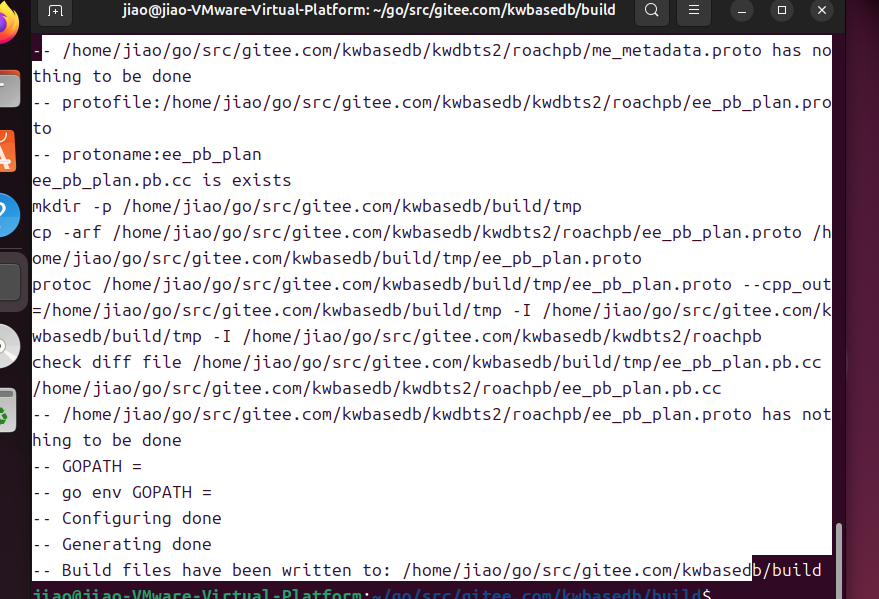 jiao@jiao-VMware-Virtual-Platform: ~/go/src/gitee.com/kwbasedb/build
-- /home/jiao/go/src/gitee.com/kwbasedb/kwdbts2/roachpb/me_metadata.proto has no
thing to be done
-- protofile:/home/jiao/go/src/gitee.com/kwbasedb/kwdbts2/roachpb/ee_pb_plan.pro
to
-- protoname:ee_pb_plan
ee_pb_plan.pb.cc is exists
mkdir -p /home/jiao/go/src/gitee.com/kwbasedb/build/tmp
cp -arf /home/jiao/go/src/gitee.com/kwbasedb/kwdbts2/roachpb/ee_pb_plan.proto /h
ome/jiao/go/src/gitee.com/kwbasedb/build/tmp/ee_pb_plan.proto
protoc /home/jiao/go/src/gitee.com/kwbasedb/build/tmp/ee_pb_plan.proto --cpp_out
=/home/jiao/go/src/gitee.com/kwbasedb/build/tmp -I /home/jiao/go/src/gitee.com/k
wbasedb/build/tmp -I /home/jiao/go/src/gitee.com/kwbasedb/kwdbts2/roachpb
check diff file /home/jiao/go/src/gitee.com/kwbasedb/build/tmp/ee_pb_plan.pb.cc
/home/jiao/go/src/gitee.com/kwbasedb/kwdbts2/roachpb/ee_pb_plan.pb.cc
-- /home/jiao/go/src/gitee.com/kwbasedb/kwdbts2/roachpb/ee_pb_plan.proto has not
hing to be done
-- GOPATH =
-- go env GOPATH =
-- Configuring done
-- Generating done
-- Build files have been written to: /home/jiao/go/src/gitee.com/kwbasedb/build
jiao@jiao-VMware-Virtual-Platform:~/go/src/gitee.com/kwbasedb/build$